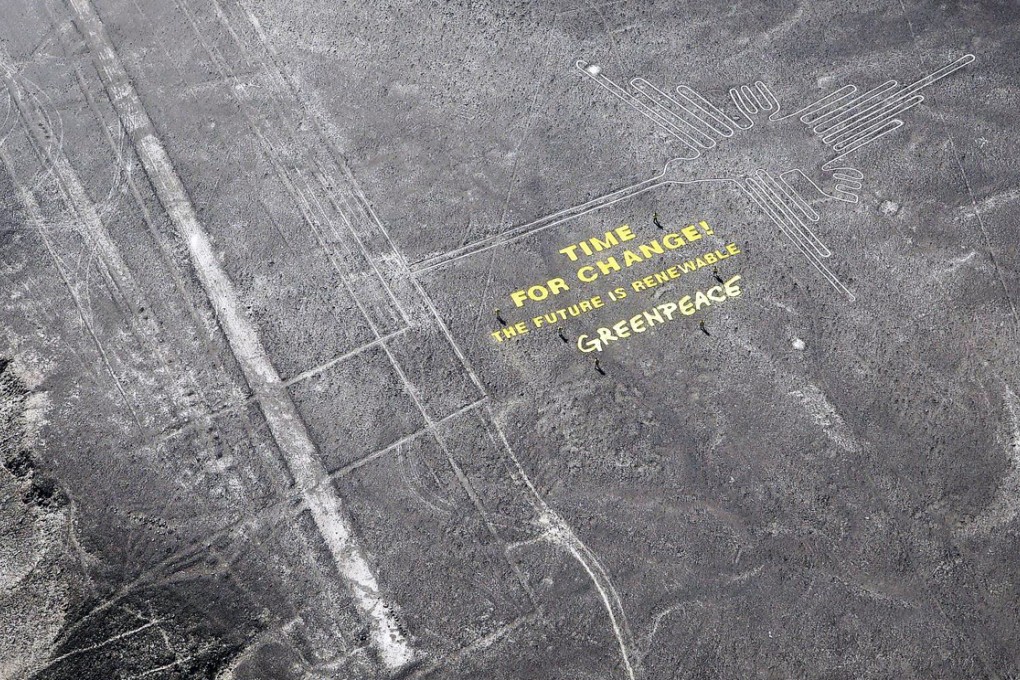 TIME
FOR CHANGE!
THE FUTURE IS RENEWABLE
GREENPEACE